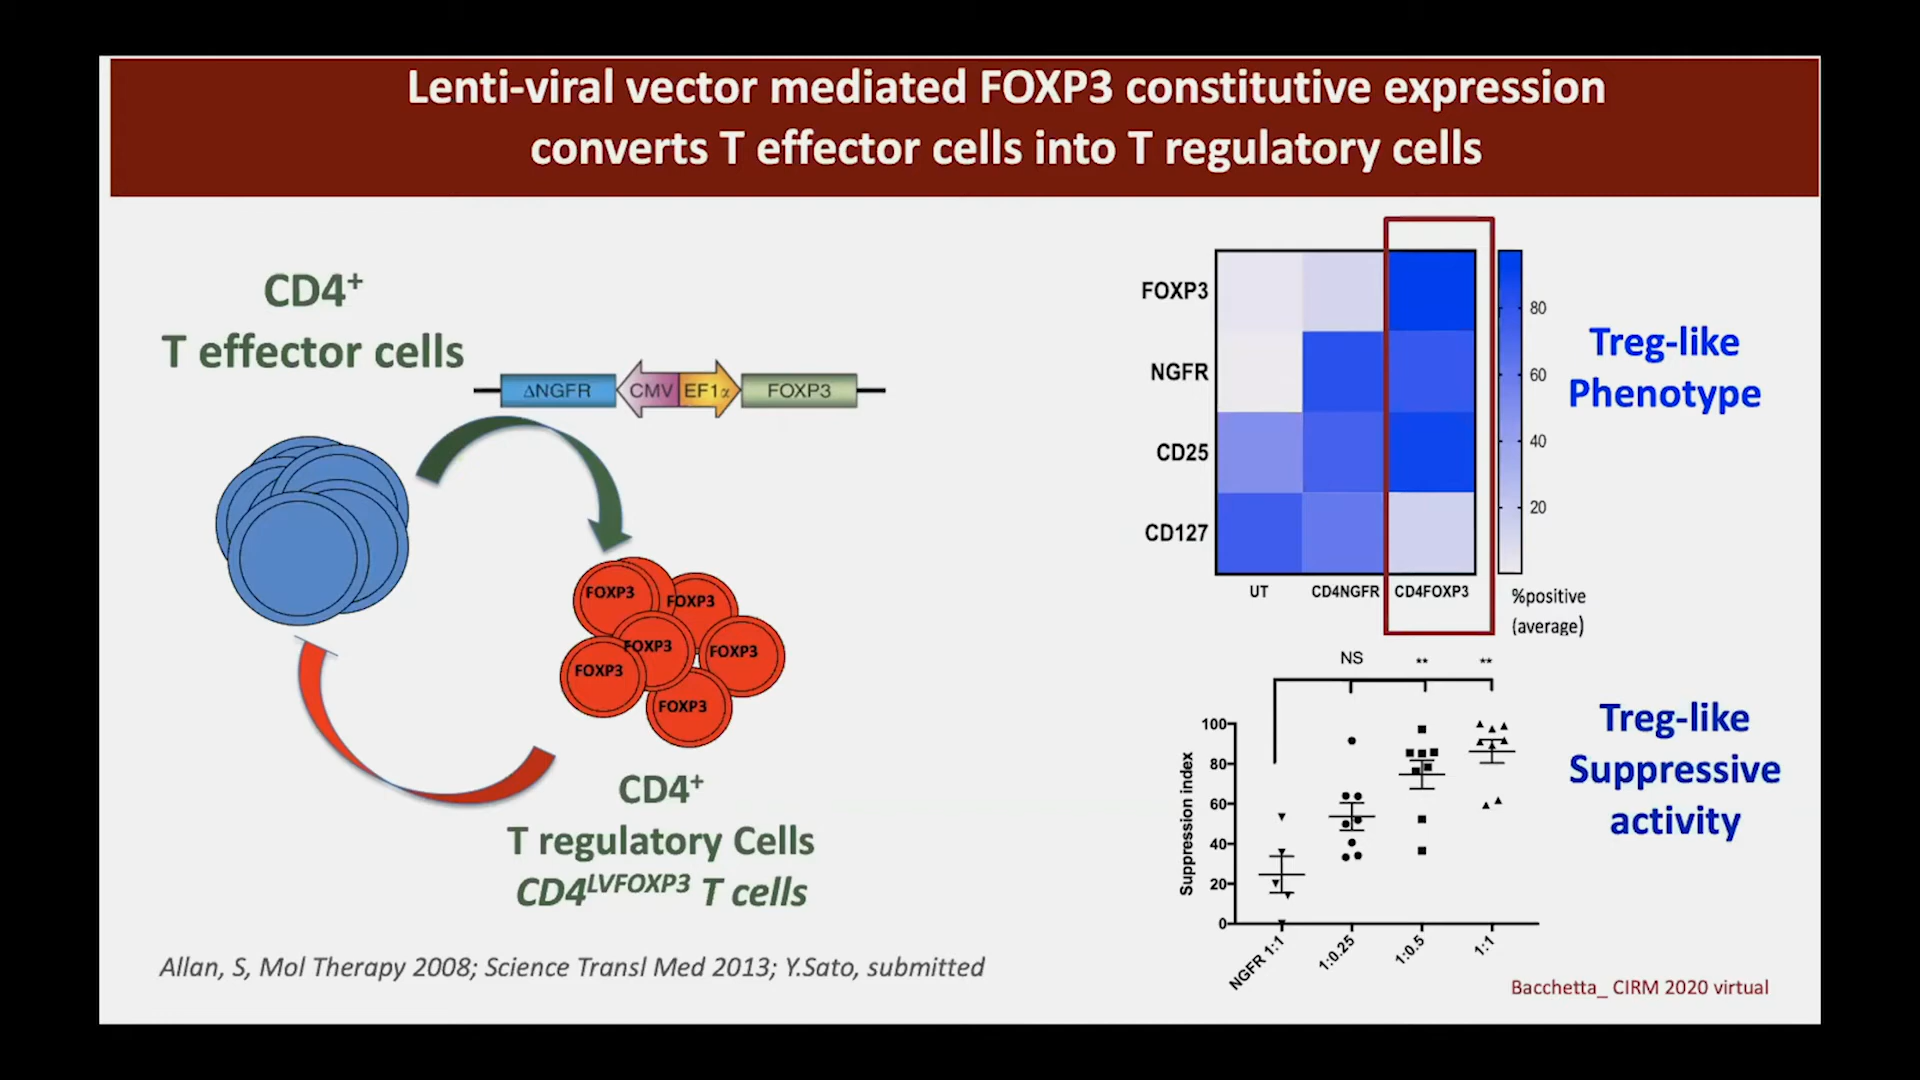 Lenti-viral vector mediated FOXP3 constitutive expression
converts T effector cells into T regulatory cells
CD4⁺
T effector cells
ΔNGFR
CMV
EF1α
FOXP3
FOXP3
FOXP3
FOXP3
FOXP3
FOXP3
FOXP3
CD4⁺
T regulatory Cells
CD4ᴸⱽᶠᴼˣᴾ³ T cells
FOXP3
NGFR
CD25
CD127
UT
CD4NGFR
CD4FOXP3
80
60
40
20
%positive
(average)
Treg-like
Phenotype
NS
**
**
Suppression index
100
80
60
40
20
0
NGFR 1:1
1:0.25
1:0.5
1:1
Treg-like
Suppressive
activity
Allan, S, Mol Therapy 2008; Science Transl Med 2013; Y.Sato, submitted
Bacchetta_ CIRM 2020 virtual